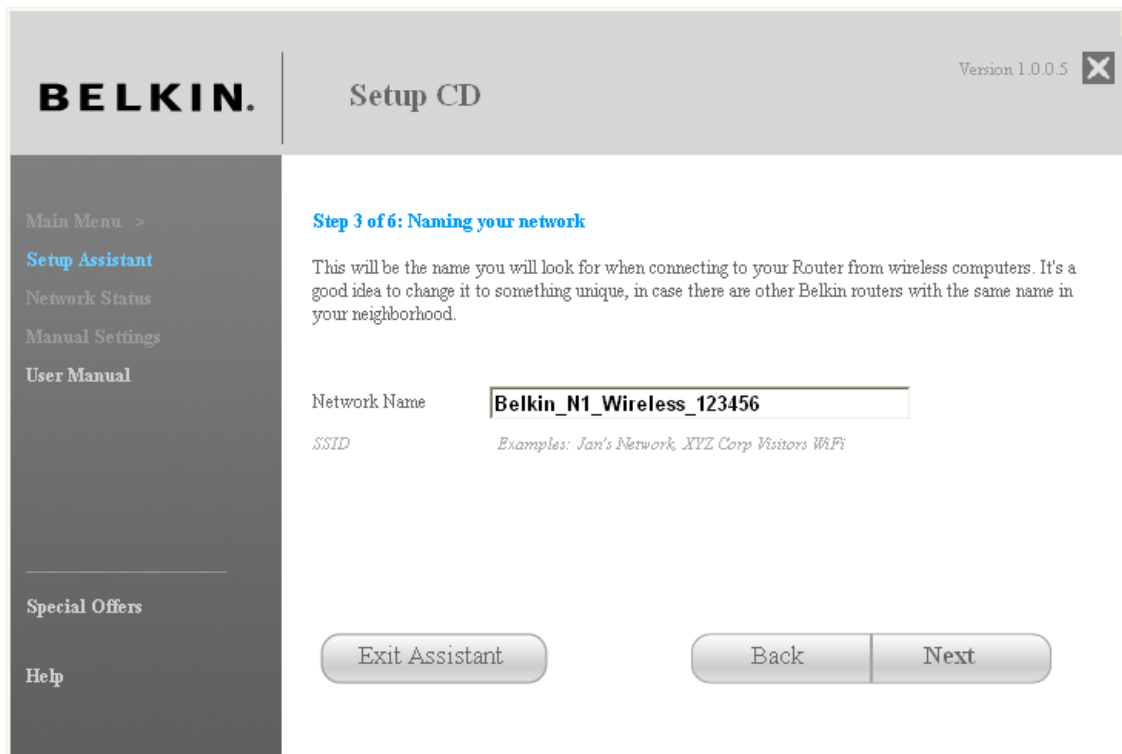 BELKIN.
Setup CD
Version 1.0.0.5
Main Menu >
Setup Assistant
Network Status
Manual Settings
User Manual
Special Offers
Help
Step 3 of 6: Naming your network
This will be the name you will look for when connecting to your Router from wireless computers. It's a
good idea to change it to something unique, in case there are other Belkin routers with the same name in
your neighborhood.
Network Name
Belkin_N1_Wireless_123456
SSID
Examples: Jan's Network, XYZ Corp Visitors WiFi
Exit Assistant
Back
Next